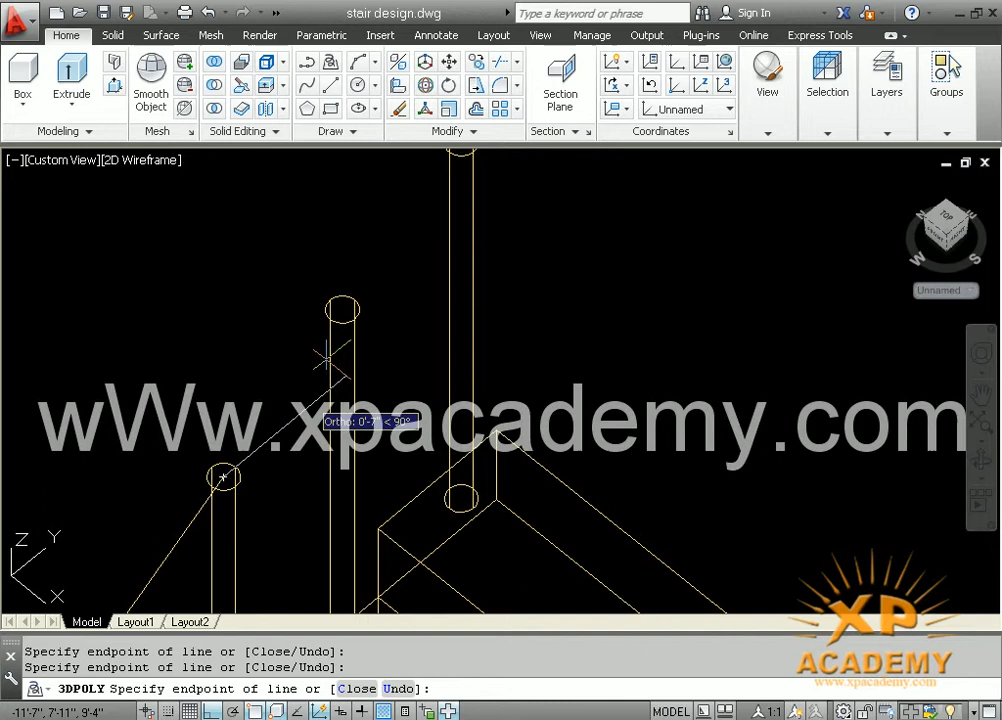 stair design.dwg
Type a keyword or phrase
Sign In
Home Solid Surface Mesh Render Parametric Insert Annotate Layout View Manage Output Plug-ins Online Express Tools
Box
Extrude
Smooth Object
Section Plane
Unnamed
View
Selection
Layers
Groups
Modeling
Mesh
Solid Editing
Draw
Modify
Section
Coordinates
[−][Custom View][2D Wireframe]
TOP
N
E
W
S
Unnamed
wWw.xpacademy.com
Ortho: 0'-7" < 90°
Z
Y
X
XP
ACADEMY
www.xpacademy.com
Model Layout1 Layout2
Specify endpoint of line or [Close/Undo]:
Specify endpoint of line or [Close/Undo]:
3DPOLY Specify endpoint of line or [Close Undo]:
-11'-7", 7'-11", 9'-4"
MODEL
1:1